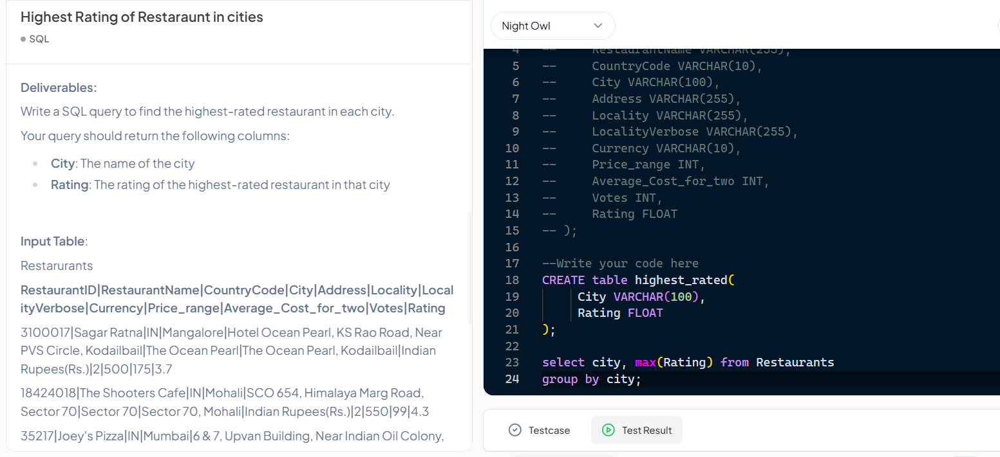 Highest Rating of Restaraunt in cities
SQL
Deliverables:
Write a SQL query to find the highest-rated restaurant in each city.
Your query should return the following columns:
City: The name of the city
Rating: The rating of the highest-rated restaurant in that city
Input Table:
Restarurants
RestaurantID|RestaurantName|CountryCode|City|Address|Locality|Local
ityVerbose|Currency|Price_range|Average_Cost_for_two|Votes|Rating
3100017|Sagar Ratna|IN|Mangalore|Hotel Ocean Pearl, KS Rao Road, Near
PVS Circle, Kodailbail|The Ocean Pearl|The Ocean Pearl, Kodailbail|Indian
Rupees(Rs.)|2|500|175|3.7
18424018|The Shooters Cafe|IN|Mohali|SCO 654, Himalaya Marg Road,
Sector 70|Sector 70|Sector 70, Mohali|Indian Rupees(Rs.)|2|550|99|4.3
35217|Joey's Pizza|IN|Mumbai|6 & 7, Upvan Building, Near Indian Oil Colony,
Night Owl
4 -- RestaurantName VARCHAR(255),
5 -- CountryCode VARCHAR(10),
6 -- City VARCHAR(100),
7 -- Address VARCHAR(255),
8 -- Locality VARCHAR(255),
9 -- LocalityVerbose VARCHAR(255),
10 -- Currency VARCHAR(10),
11 -- Price_range INT,
12 -- Average_Cost_for_two INT,
13 -- Votes INT,
14 -- Rating FLOAT
15 -- );
16
17 --Write your code here
18 CREATE table highest_rated(
19 City VARCHAR(100),
20 Rating FLOAT
21 );
22
23 select city, max(Rating) from Restaurants
24 group by city;
Testcase
Test Result